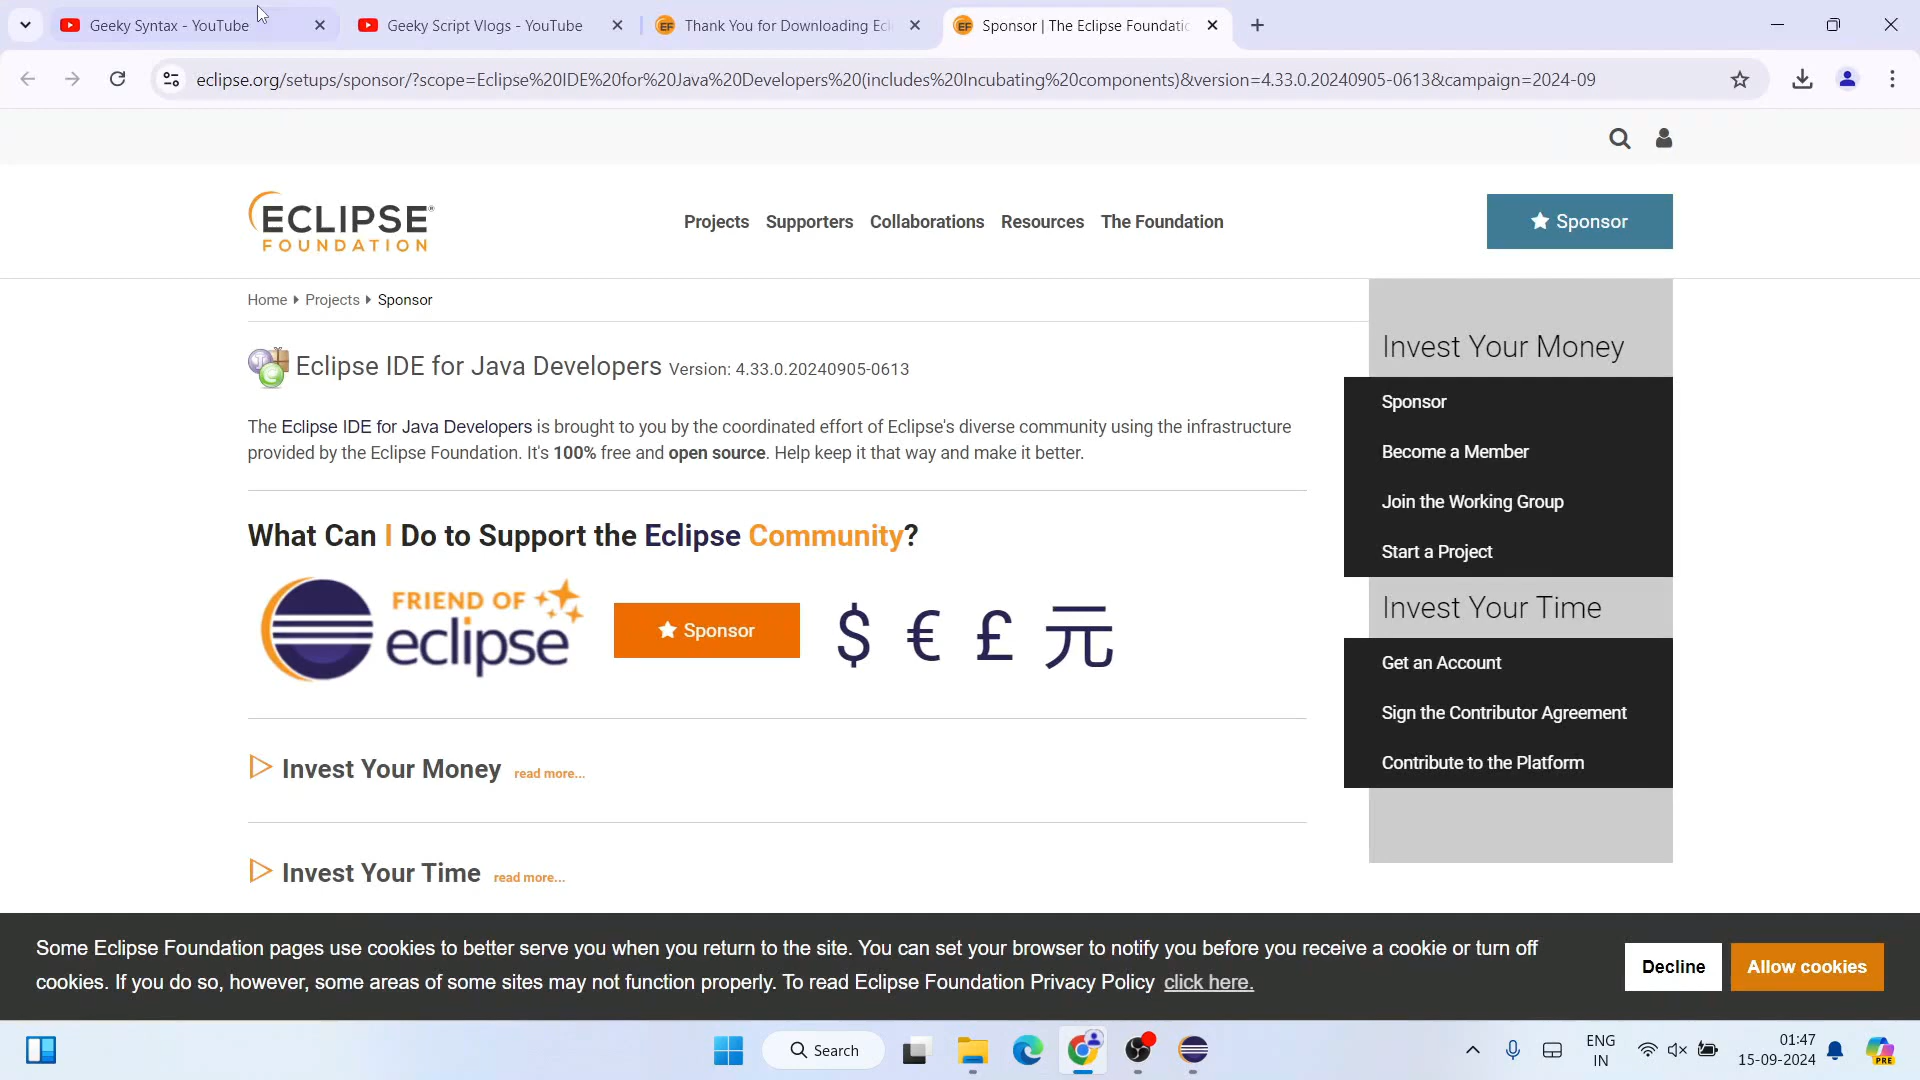 Geeky Syntax - YouTube
Geeky Script Vlogs - YouTube
EF Thank You for Downloading Ecl
EF Sponsor | The Eclipse Foundatio
eclipse.org/setups/sponsor/?scope=Eclipse%20IDE%20for%20Java%20Developers%20(includes%20Incubating%20components)&version=4.33.0.20240905-0613&campaign=2024-09
ECLIPSE®
FOUNDATION
Projects Supporters Collaborations Resources The Foundation
Sponsor
Home Projects Sponsor
Eclipse IDE for Java Developers Version: 4.33.0.20240905-0613
The Eclipse IDE for Java Developers is brought to you by the coordinated effort of Eclipse's diverse community using the infrastructure
provided by the Eclipse Foundation. It's 100% free and open source. Help keep it that way and make it better.
What Can I Do to Support the Eclipse Community?
FRIEND OF
eclipse
Sponsor
$ € £ 元
Invest Your Money read more...
Invest Your Time read more...
Invest Your Money
Sponsor
Become a Member
Join the Working Group
Start a Project
Invest Your Time
Get an Account
Sign the Contributor Agreement
Contribute to the Platform
Some Eclipse Foundation pages use cookies to better serve you when you return to the site. You can set your browser to notify you before you receive a cookie or turn off
cookies. If you do so, however, some areas of some sites may not function properly. To read Eclipse Foundation Privacy Policy click here.
Decline
Allow cookies
Search
ENG
IN
01:47
15-09-2024
PRE